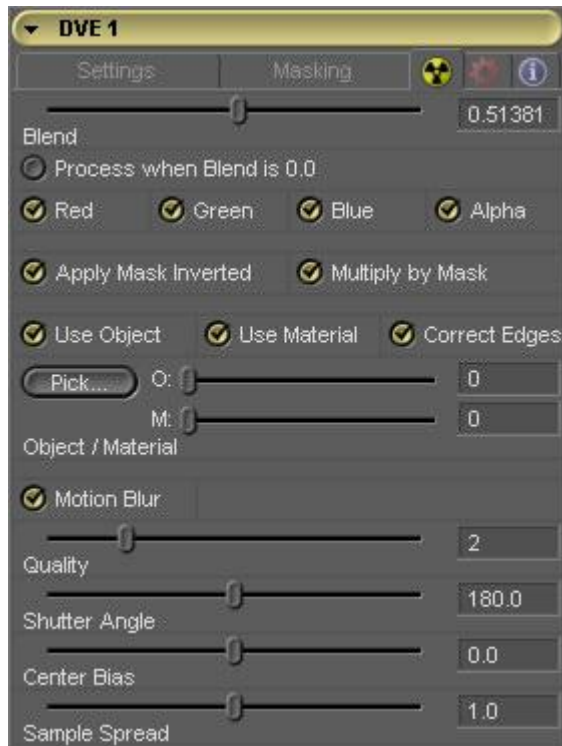 DVE 1
Settings Masking
0.51381
Blend
Process when Blend is 0.0
Red Green Blue Alpha
Apply Mask Inverted Multiply by Mask
Use Object Use Material Correct Edges
Pick... O: 0
M: 0
Object / Material
Motion Blur
2
Quality
180.0
Shutter Angle
0.0
Center Bias
1.0
Sample Spread